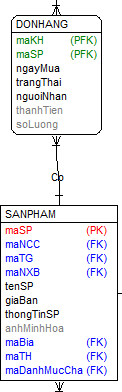 DONHANG
maKH (PFK)
maSP (PFK)
ngayMua
trangThai
nguoiNhan
thanhTien
soLuong
Co
SANPHAM
maSP (PK)
maNCC (FK)
maTG (FK)
maNXB (FK)
tenSP
giaBan
thongTinSP
anhMinhHoa
maBia (FK)
maTH (FK)
maDanhMucCha (FK)